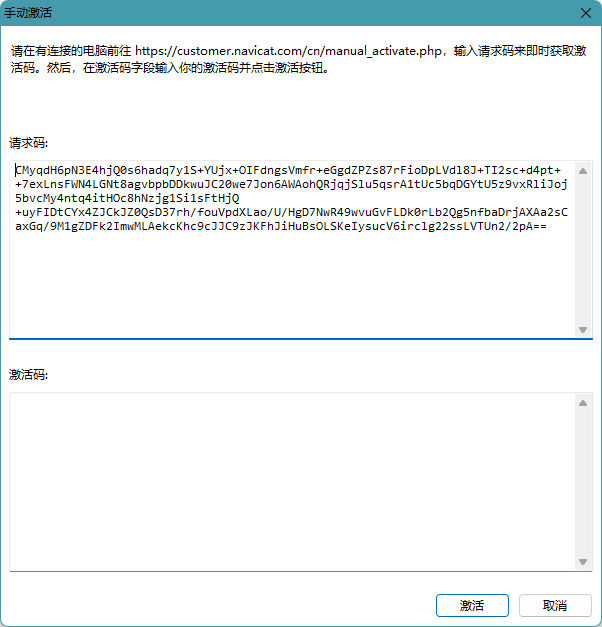 手动激活
请在有连接的电脑前往 https://customer.navicat.com/cn/manual_activate.php，输入请求码来即时获取激
活码。然后，在激活码字段输入你的激活码并点击激活按钮。
请求码:
CMyqdH6pN3E4hjQ0s6hadq7y1S+YUjx+OIFdngsVmfr+eGgdZPZs87rFioDpLVdl8J+TI2sc+d4pt+
+7exLnsFWN4LGNt8agvbpbDDkwuJC20we7Jon6AWAohQRjqjSlu5qsrA1tUc5bqDGYtU5z9vxRliJoj
5bvcMy4ntq4itHOc8hNzjg1Si1sFtHjQ
+uyFIDtCYx4ZJCkJZ0QsD37rh/fouVpdXLao/U/HgD7NwR49wvuGvFLDk0rLb2Qg5nfbaDrjAXAa2sC
axGq/9M1gZDFk2ImwMLAekcKhc9cJJC9zJKFhJiHuBsOLSKeIysucV6irclg22ssLVTUn2/2pA==
激活码:
激活
取消